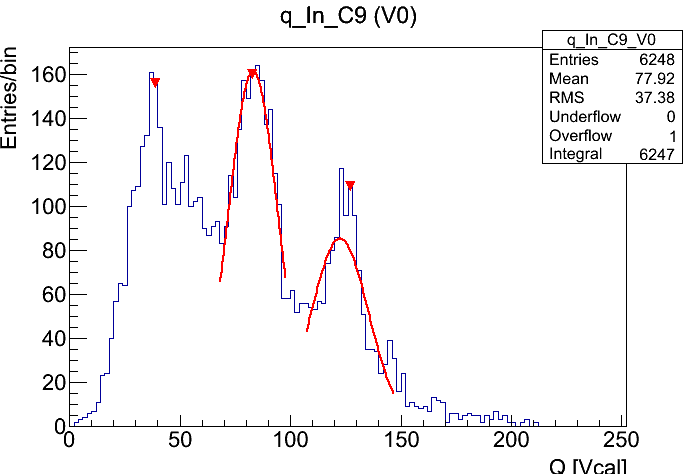 q_In_C9 (V0)
q_In_C9_V0
Entries 6248
Mean 77.92
RMS 37.38
Underflow 0
Overflow 1
Integral 6247
Entries/bin
160
140
120
100
80
60
40
20
0
0 50 100 150 200 250
Q [Vcal]